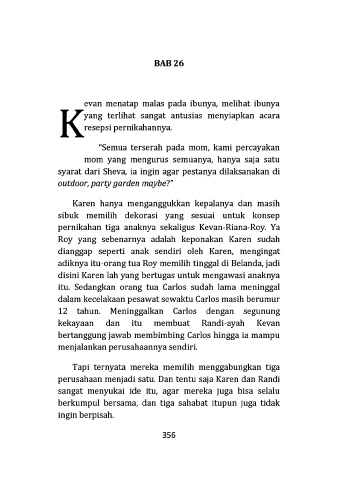 BAB 26
Kevan menatap malas pada ibunya, melihat ibunya
yang terlihat sangat antusias menyiapkan acara
resepsi pernikahannya.
"Semua terserah pada mom, kami percayakan
mom yang mengurus semuanya, hanya saja satu
syarat dari Sheva, ia ingin agar pestanya dilaksanakan di
outdoor, party garden maybe?"
Karen hanya menganggukkan kepalanya dan masih
sibuk memilih dekorasi yang sesuai untuk konsep
pernikahan tiga anaknya sekaligus Kevan-Riana-Roy. Ya
Roy yang sebenarnya adalah keponakan Karen sudah
dianggap seperti anak sendiri oleh Karen, mengingat
adiknya itu-orang tua Roy memilih tinggal di Belanda, jadi
disini Karen lah yang bertugas untuk mengawasi anaknya
itu. Sedangkan orang tua Carlos sudah lama meninggal
dalam kecelakaan pesawat sewaktu Carlos masih berumur
12 tahun. Meninggalkan Carlos dengan segunung
kekayaan dan itu membuat Randi-ayah Kevan
bertanggung jawab membimbing Carlos hingga ia mampu
menjalankan perusahaannya sendiri.
Tapi ternyata mereka memilih menggabungkan tiga
perusahaan menjadi satu. Dan tentu saja Karen dan Randi
sangat menyukai ide itu, agar mereka juga bisa selalu
berkumpul bersama, dan tiga sahabat itupun juga tidak
ingin berpisah.
356